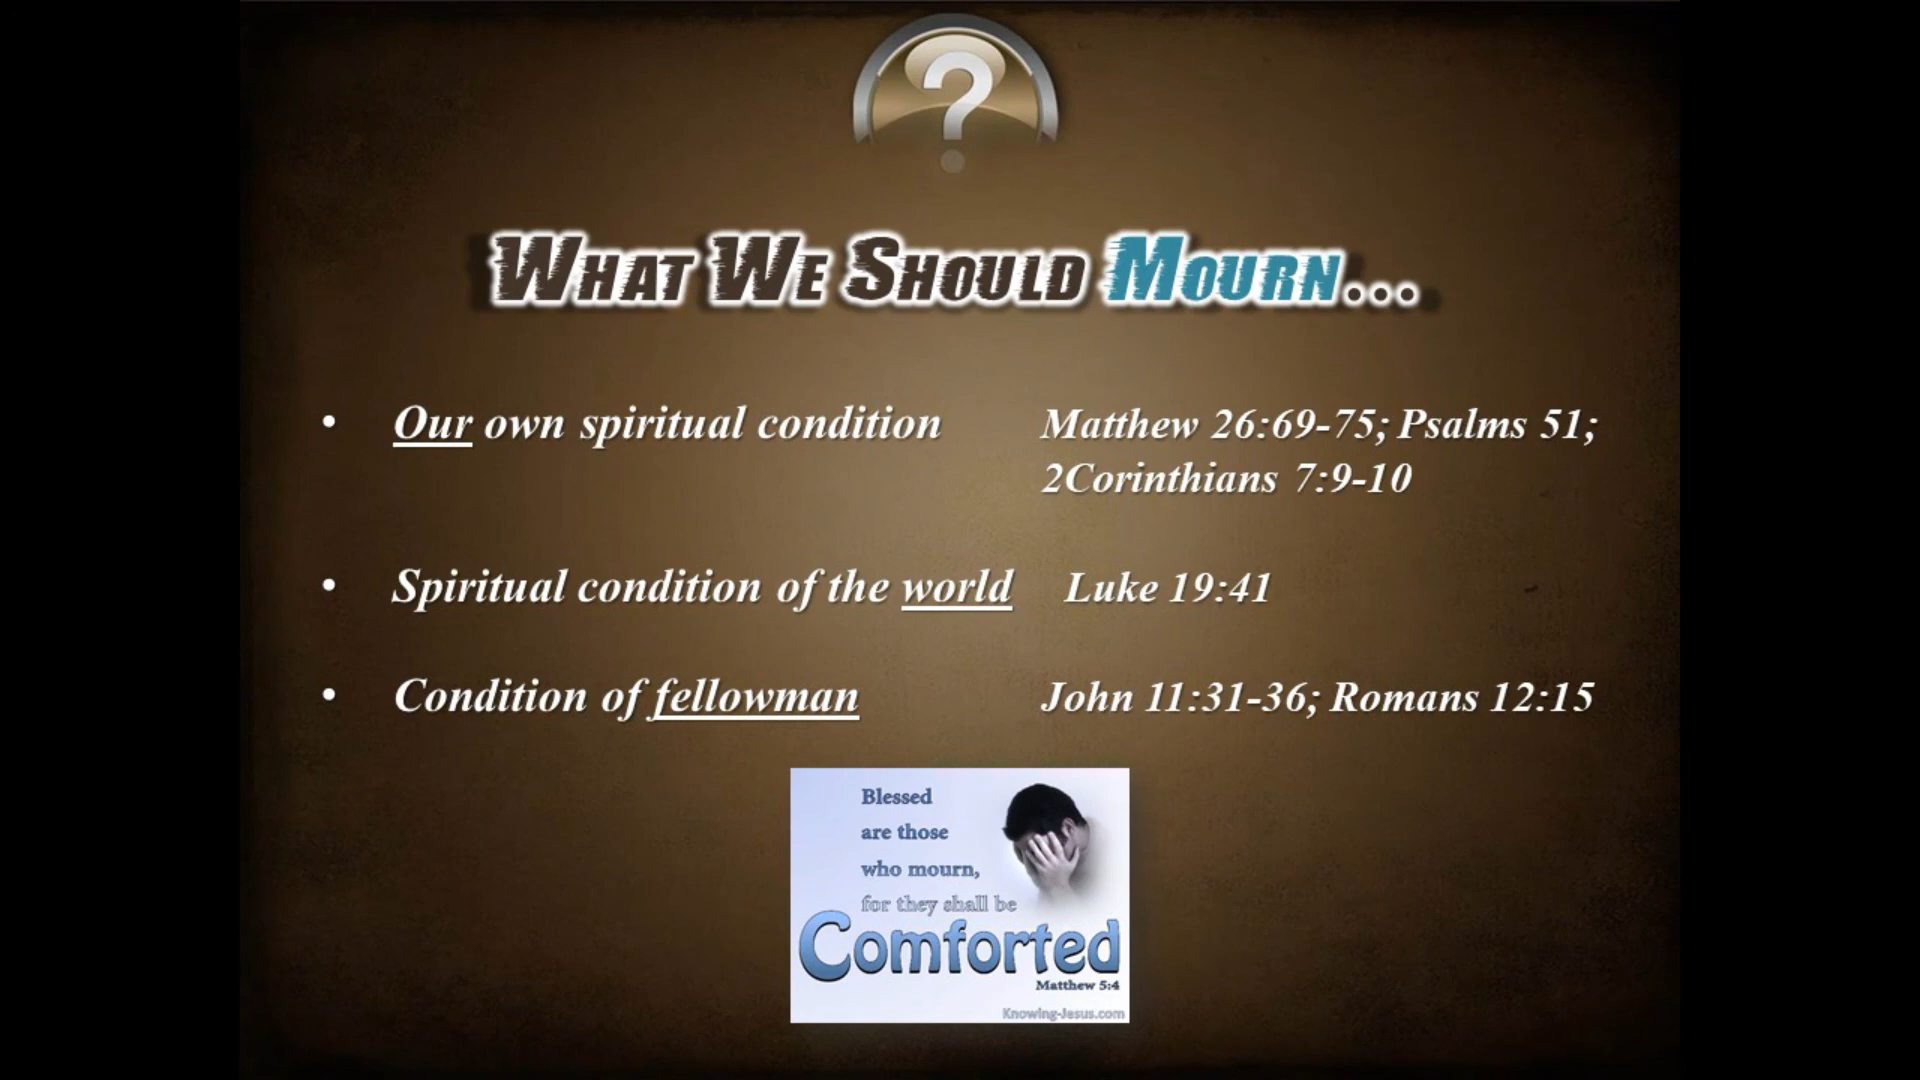 ?
What We Should Mourn...
• Our own spiritual condition Matthew 26:69-75; Psalms 51;
2Corinthians 7:9-10
• Spiritual condition of the world Luke 19:41
• Condition of fellowman John 11:31-36; Romans 12:15
Blessed
are those
who mourn,
for they shall be
Comforted
Matthew 5:4
Knowing-Jesus.com